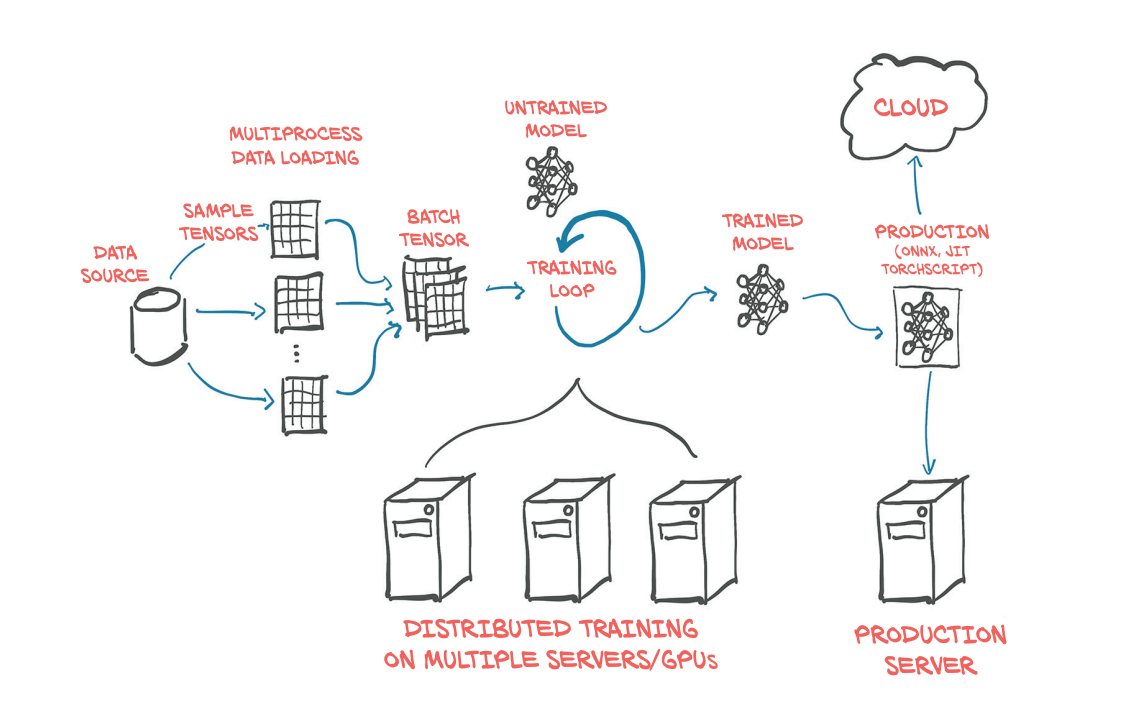 DATA
SOURCE
SAMPLE
TENSORS
MULTIPROCESS
DATA LOADING
BATCH
TENSOR
UNTRAINED
MODEL
TRAINING
LOOP
TRAINED
MODEL
PRODUCTION
(ONNX, JIT
TORCHSCRIPT)
CLOUD
DISTRIBUTED TRAINING
ON MULTIPLE SERVERS/GPUs
PRODUCTION
SERVER